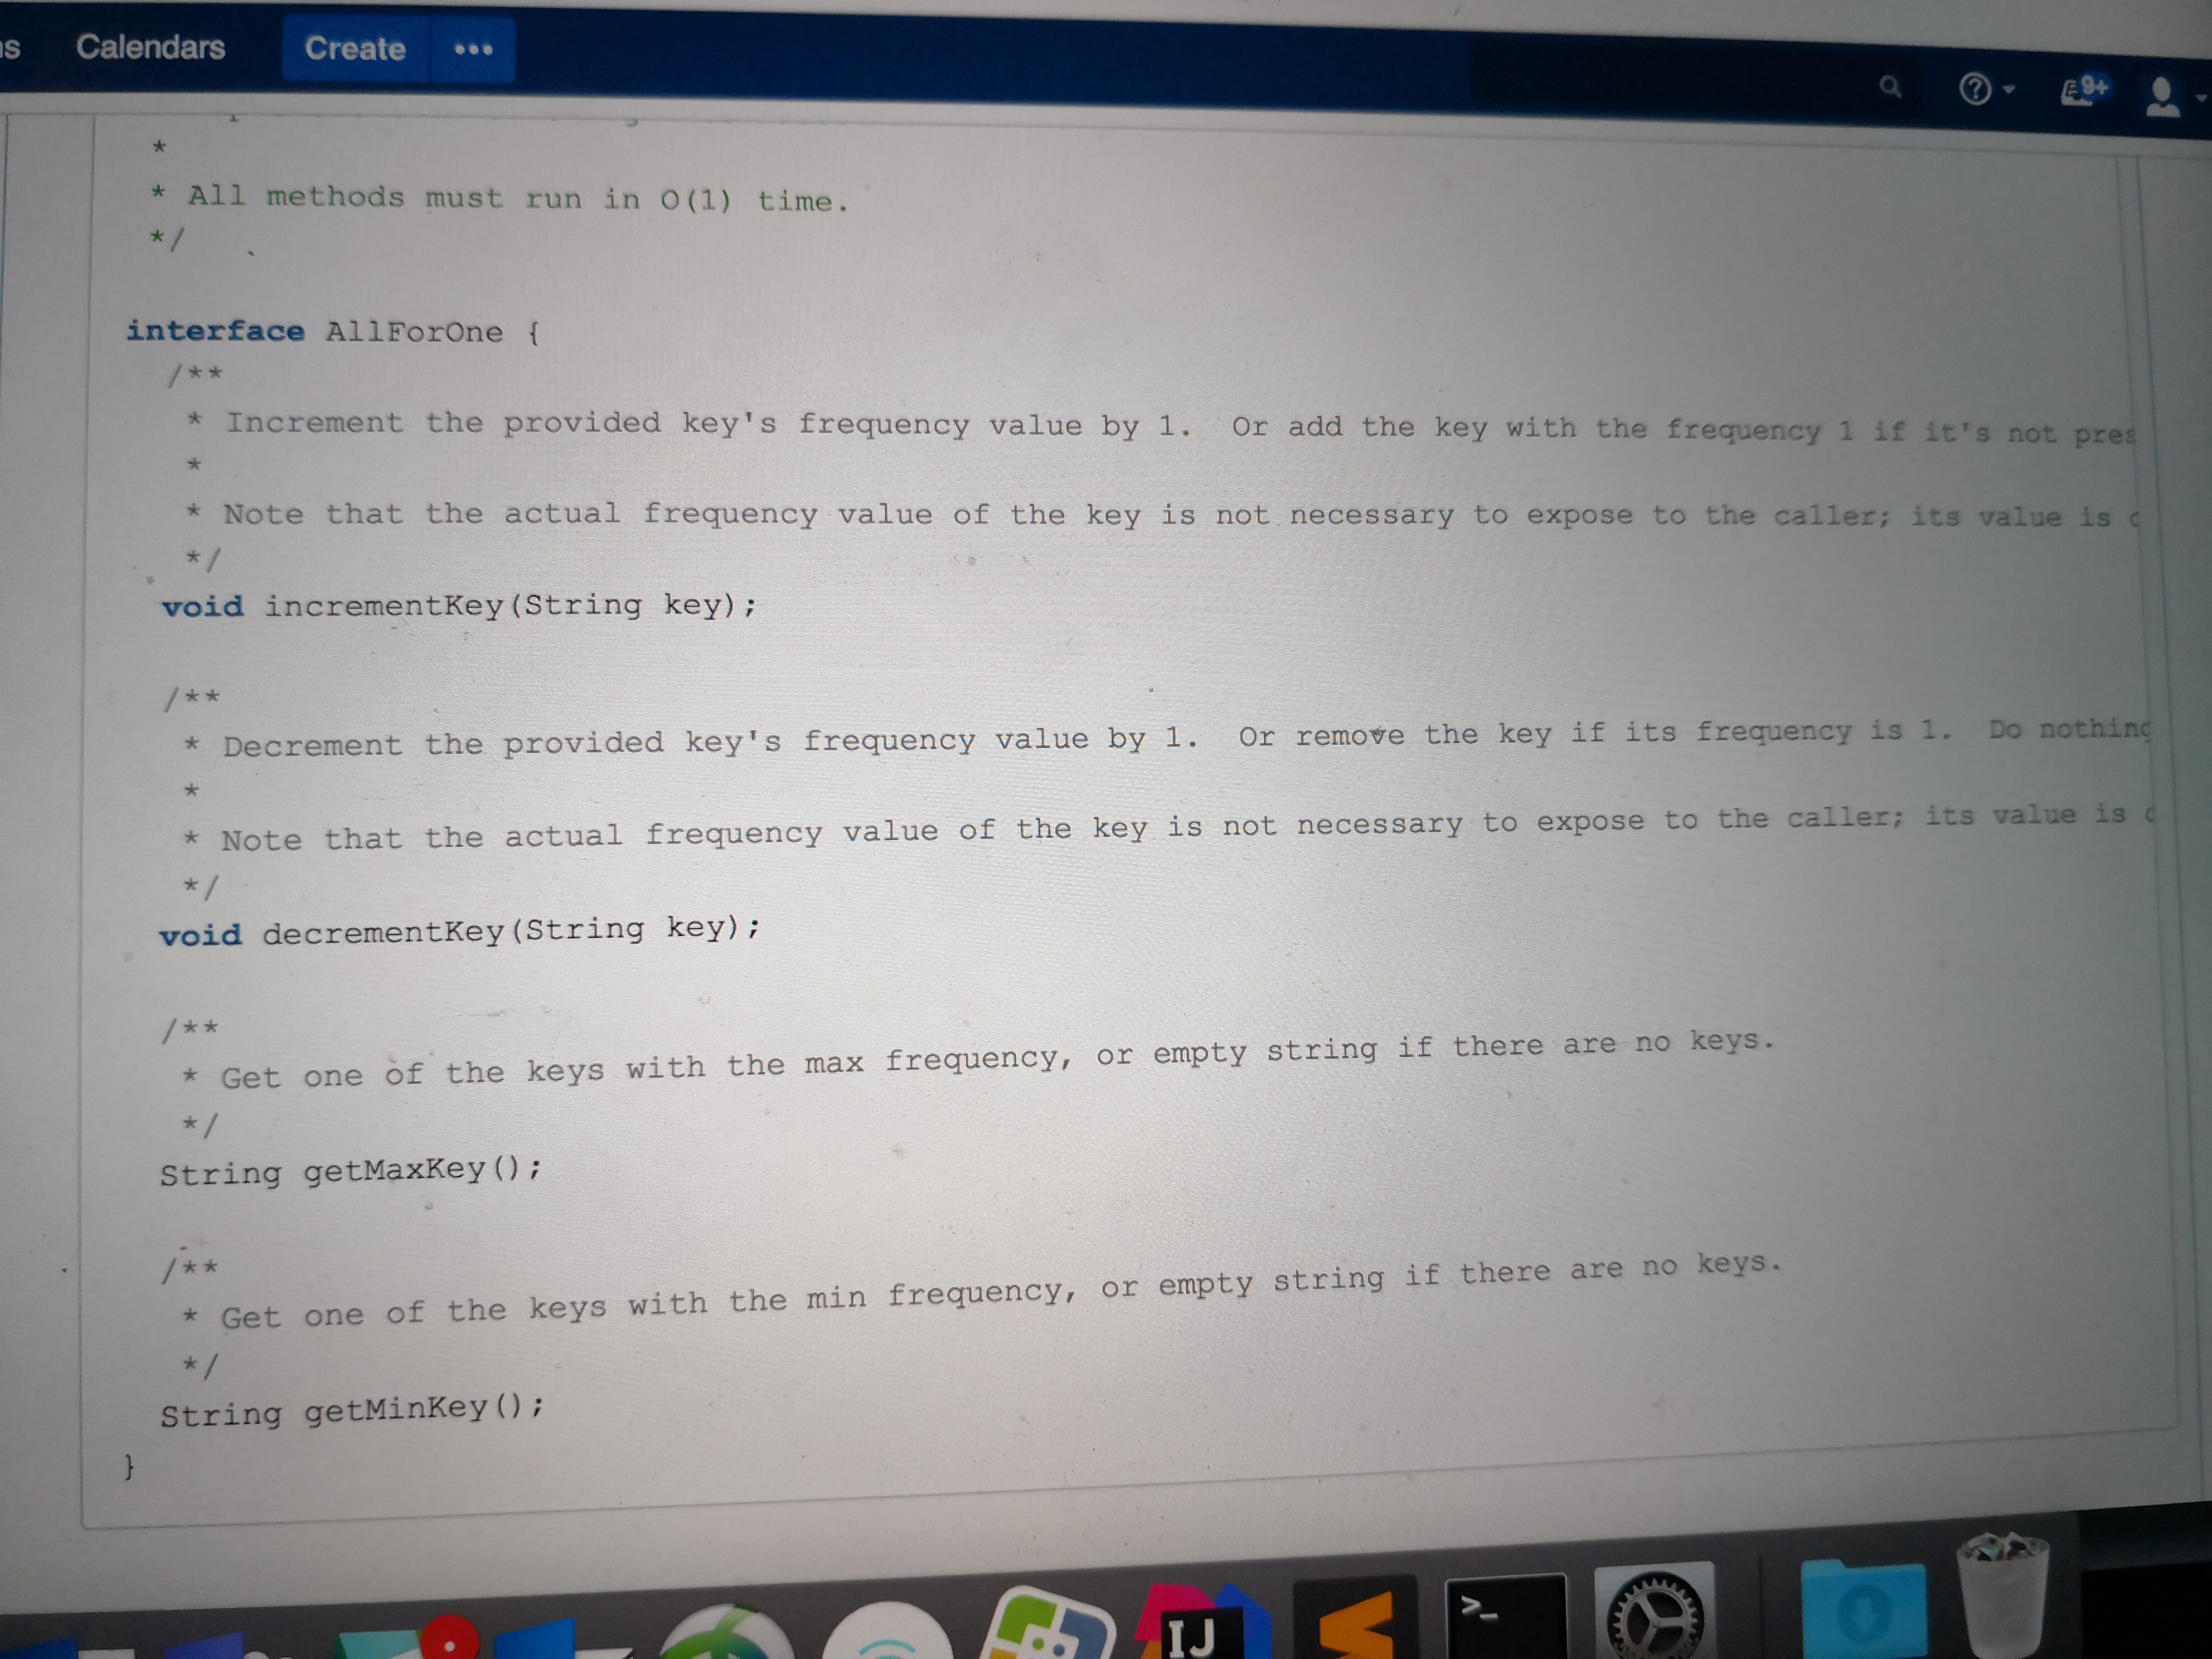 Calendars Create •••
9+
*
* All methods must run in O(1) time.
*/
interface AllForOne {
/**
* Increment the provided key's frequency value by 1. Or add the key with the frequency 1 if it's not pres
*
* Note that the actual frequency value of the key is not necessary to expose to the caller; its value is
*/
void incrementKey(String key);
/**
* Decrement the provided key's frequency value by 1. Or remove the key if its frequency is 1. Do nothing
*
* Note that the actual frequency value of the key is not necessary to expose to the caller; its value is
*/
void decrementKey(String key);
/**
* Get one of the keys with the max frequency, or empty string if there are no keys.
*/
String getMaxKey();
/**
* Get one of the keys with the min frequency, or empty string if there are no keys.
*/
String getMinKey();
}
IJ
>_